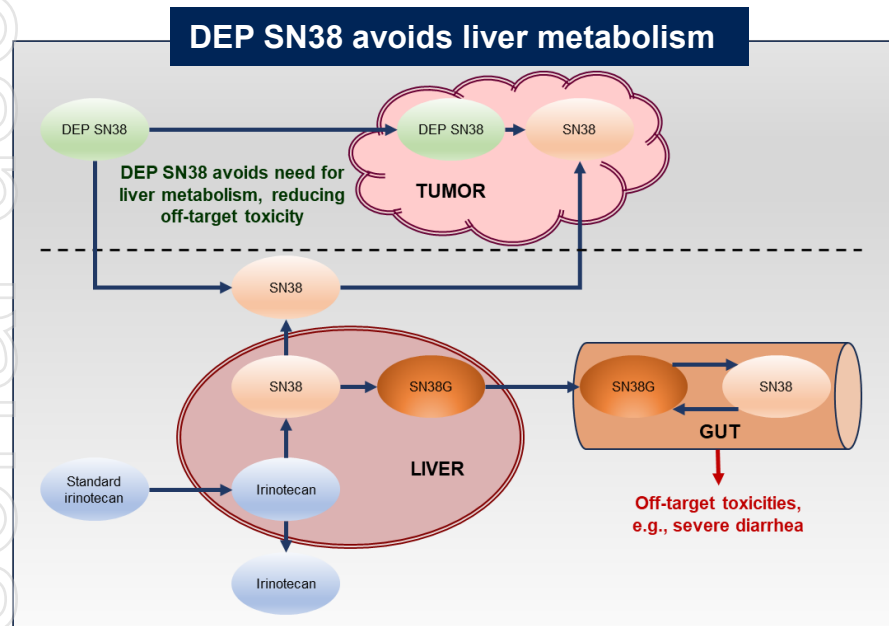 DEP SN38 avoids liver metabolism
DEP SN38
DEP SN38
SN38
DEP SN38 avoids need for
liver metabolism, reducing
off-target toxicity
TUMOR
SN38
SN38
SN38G
SN38G
SN38
GUT
LIVER
Standard
irinotecan
Irinotecan
Off-target toxicities,
e.g., severe diarrhea
Irinotecan